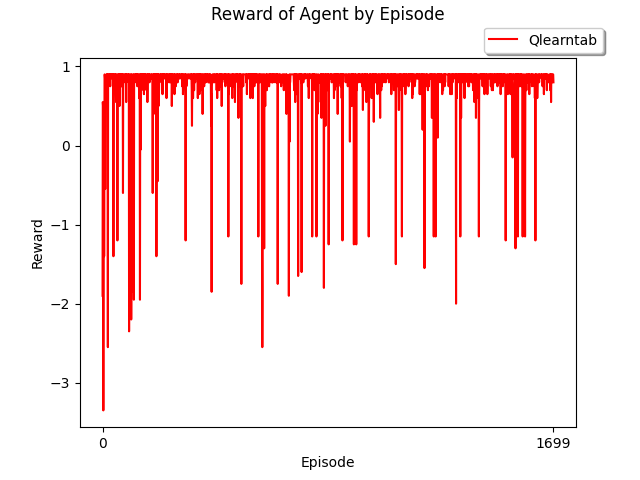 Reward of Agent by Episode
Qlearntab
1
0
−1
−2
−3
Reward
0
1699
Episode